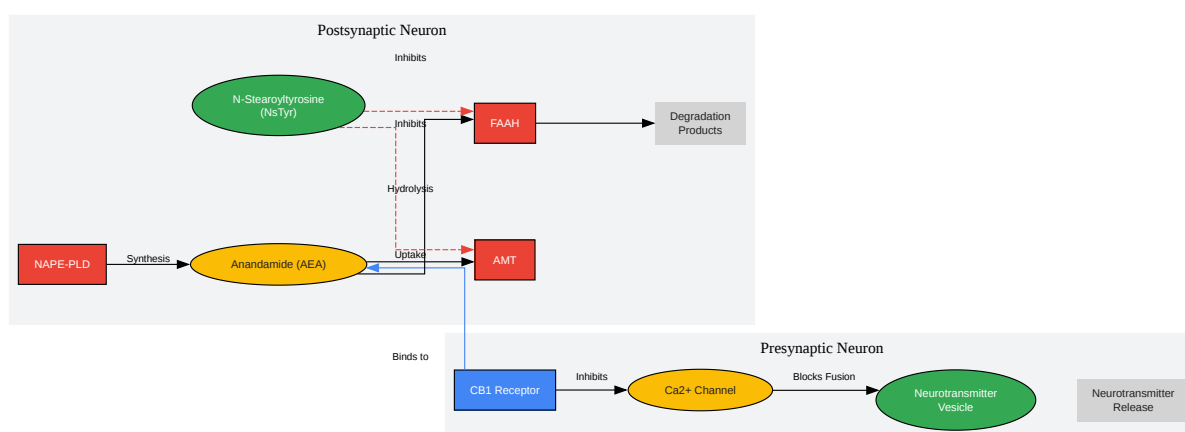 Postsynaptic Neuron
Inhibits
N-Stearoyltyrosine
(NsTyr)
Inhibits
FAAH
Degradation
Products
Hydrolysis
NAPE-PLD
Synthesis
Anandamide (AEA)
Uptake
AMT
Presynaptic Neuron
Binds to
CB1 Receptor
Inhibits
Ca2+ Channel
Blocks Fusion
Neurotransmitter
Vesicle
Neurotransmitter
Release